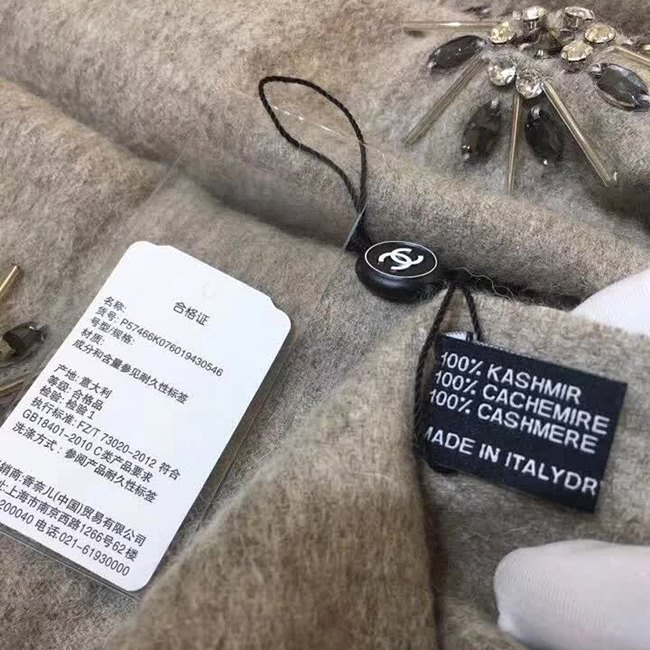 合格证
名称:
货号: P57466K076019430546
号型/规格:
材质:
成分和含量参见耐久性标签
产地: 意大利
等级: 合格品
检验: 检验 1
执行标准: FZ/T 73020-2012 符合
GB18401-2010 C类产品要求
洗涤方式: 参阅产品耐久性标签
销商:香奈儿(中国)贸易有限公司
上海市南京西路1266号62楼
200040 电话:021-61930000
100% KASHMIR
100% CACHEMIRE
100% CASHMERE
MADE IN ITALYDR